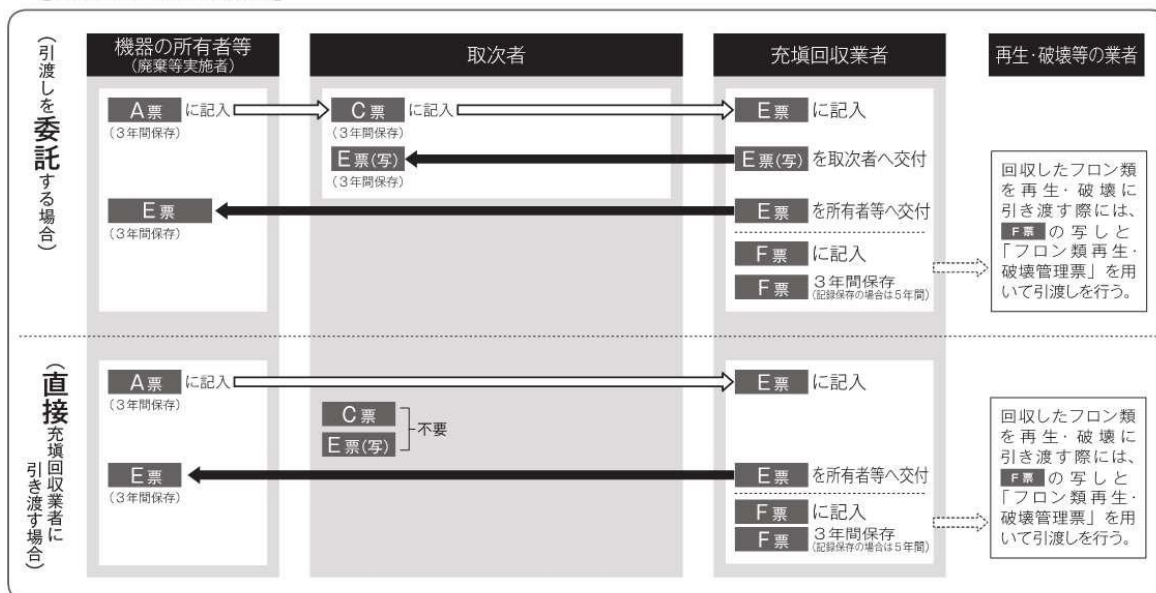 (引渡しを委託する場合)
機器の所有者等
(廃棄等実施者)
取次者
充塡回収業者
再生・破壊等の業者
A票 に記入
(3年間保存)
C票 に記入
(3年間保存)
E票 に記入
E票(写)
(3年間保存)
E票(写) を取次者へ交付
E票
(3年間保存)
E票 を所有者等へ交付
F票 に記入
F票 3年間保存
(記録保存の場合は5年間)
回収したフロン類
を再生・破壊に
引き渡す際には、
F票 の写しと
「フロン類再生・
破壊管理票」を用
いて引渡しを行う。
(直接充塡回収業者に
引き渡す場合)
A票 に記入
(3年間保存)
E票 に記入
C票
E票(写)
不要
E票
(3年間保存)
E票 を所有者等へ交付
F票 に記入
F票 3年間保存
(記録保存の場合は5年間)
回収したフロン類
を再生・破壊に
引き渡す際には、
F票 の写しと
「フロン類再生・
破壊管理票」を用
いて引渡しを行う。